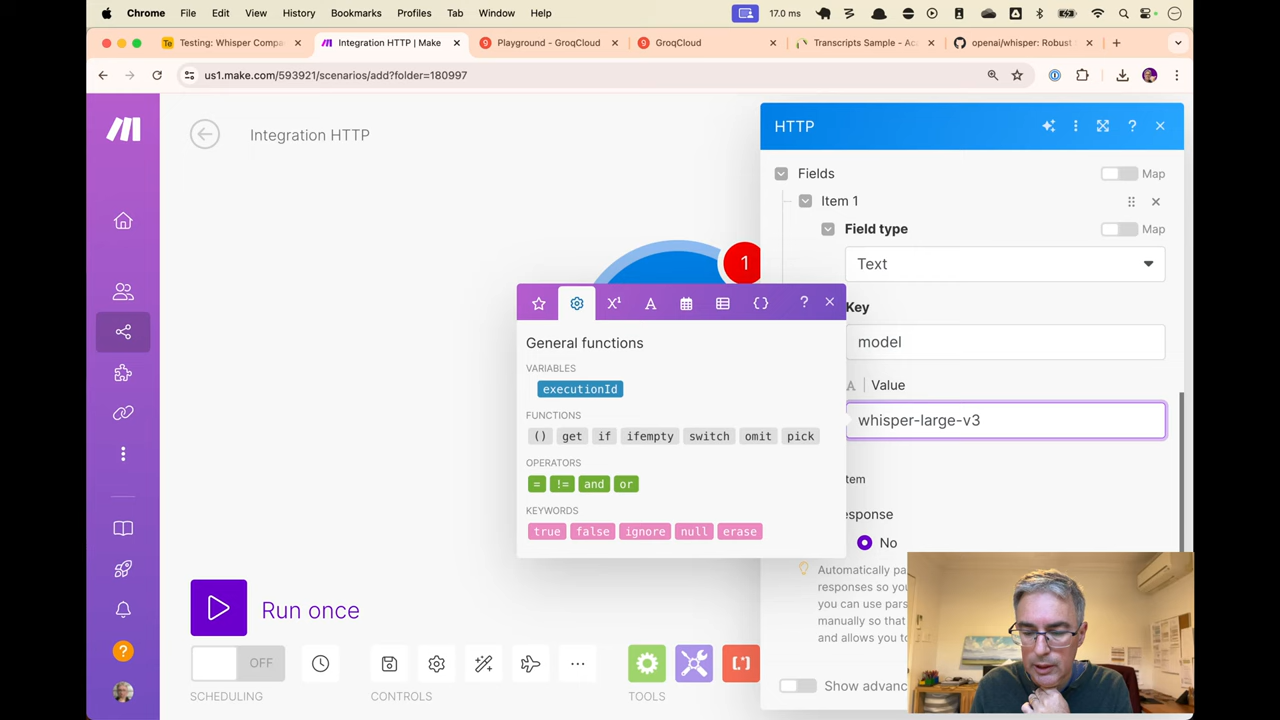 Chrome File Edit View History Bookmarks Profiles Tab Window Help 17.0 ms
Testing: Whisper Compa
Integration HTTP | Make
Playground - GroqCloud
GroqCloud
Transcripts Sample - Ac
openai/whisper: Robust S
us1.make.com/593921/scenarios/add?folder=180997
Integration HTTP
HTTP
Fields
Map
Item 1
Field type
Map
Text
1
Key
model
A
Value
whisper-large-v3
X¹ A {} ?
General functions
VARIABLES
executionId
FUNCTIONS
() get if ifempty switch omit pick
OPERATORS
= != and or
KEYWORDS
true false ignore null erase
tem
esponse
No
Automatically pa
responses so you
you can use pars
manually so that
and allows you to
Run once
OFF
SCHEDULING
CONTROLS
TOOLS
Show advanc